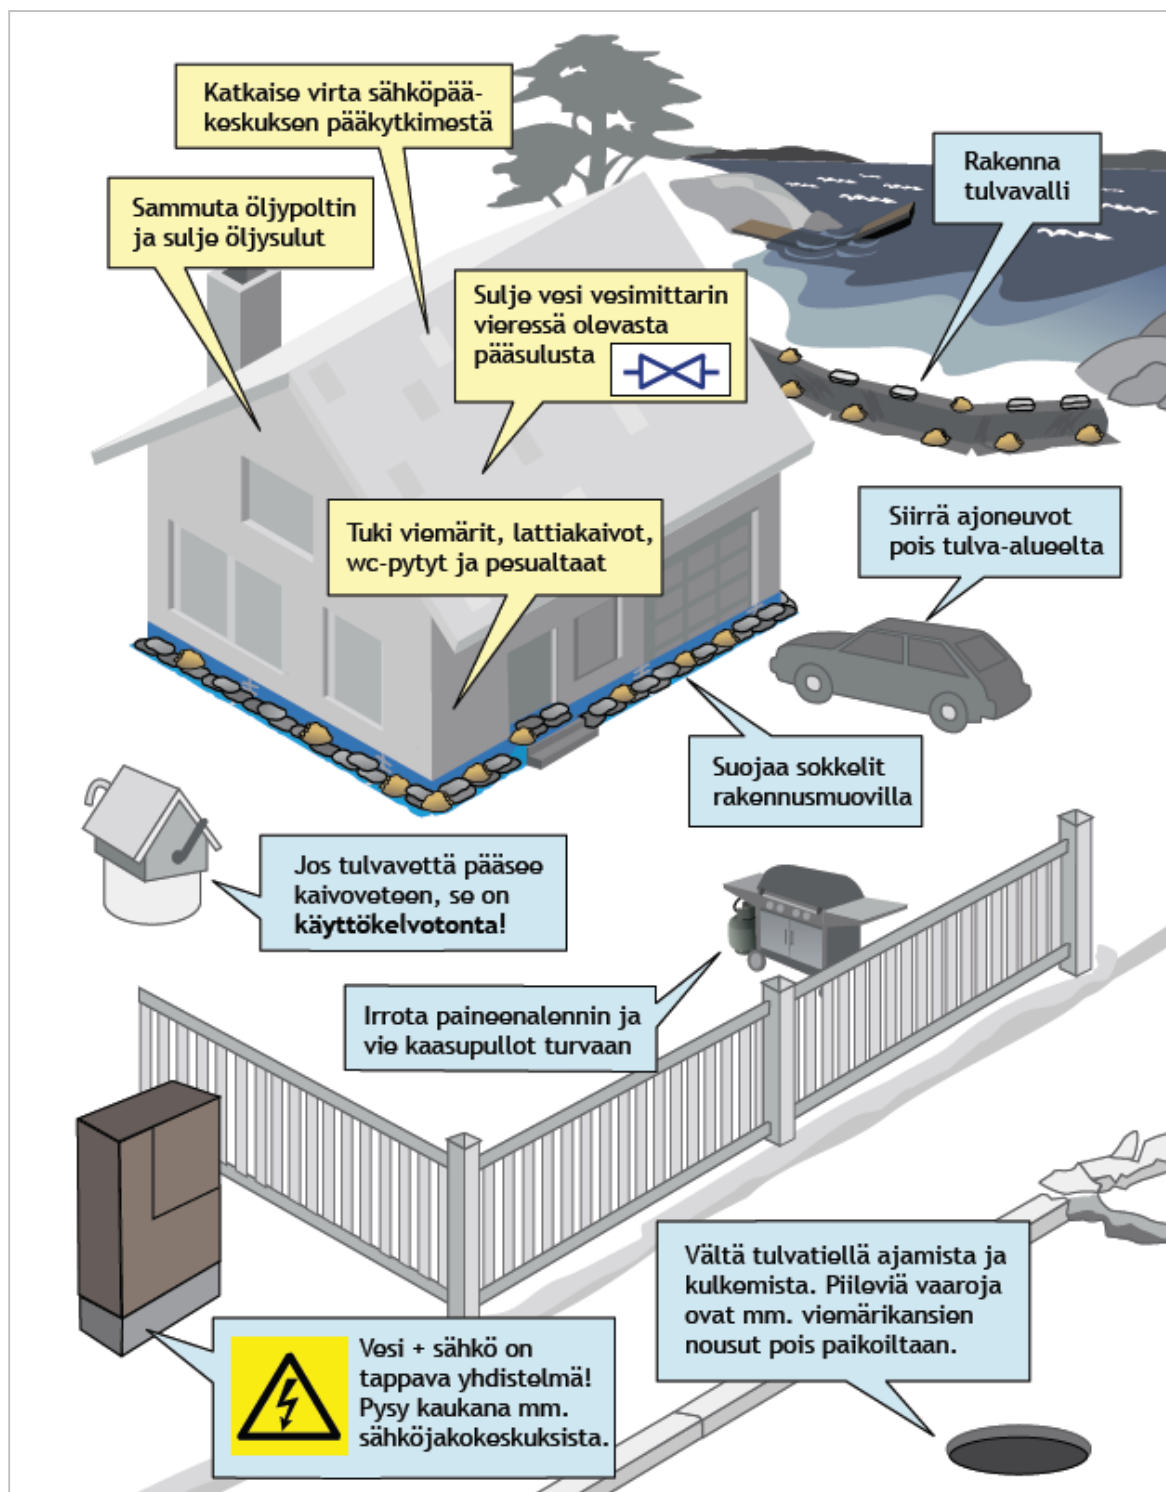 Katkaise virta sähköpää-
keskuksen pääkytkimestä
Sammuta öljypoltin
ja sulje öljysulut
Rakenna
tulvavalli
Sulje vesi vesimittarin
vieressä olevasta
pääsulusta
Tuki viemärit, lattiakaivot,
wc-pytyt ja pesualtaat
Siirrä ajoneuvot
pois tulva-alueelta
Suojaa sokkelit
rakennusmuovilla
Jos tulvavettä pääsee
kaivoveteen, se on
käyttökelvotonta!
Irrota paineenalennin ja
vie kaasupullot turvaan
Vältä tulvatiellä ajamista ja
kulkemista. Piileviä vaaroja
ovat mm. viemärikansien
nousut pois paikoiltaan.
Vesi + sähkö on
tappava yhdistelmä!
Pysy kaukana mm.
sähköjakokeskuksista.